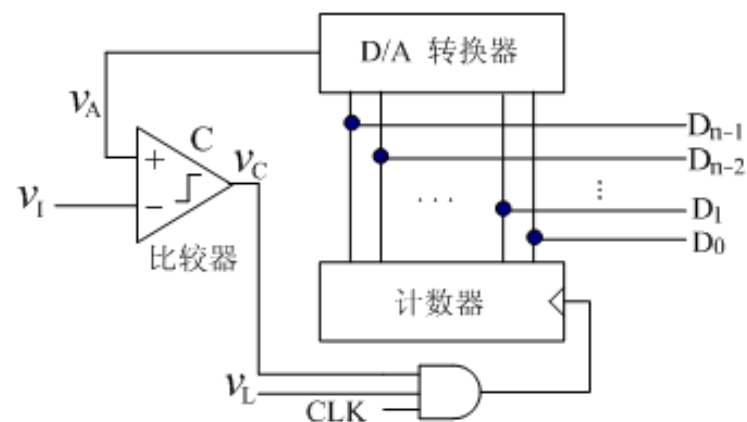 D/A 转换器
vA
C
+
vC
vI
−
比较器
Dn-1
Dn-2
...
⋮
D1
D0
计数器
vL
CLK